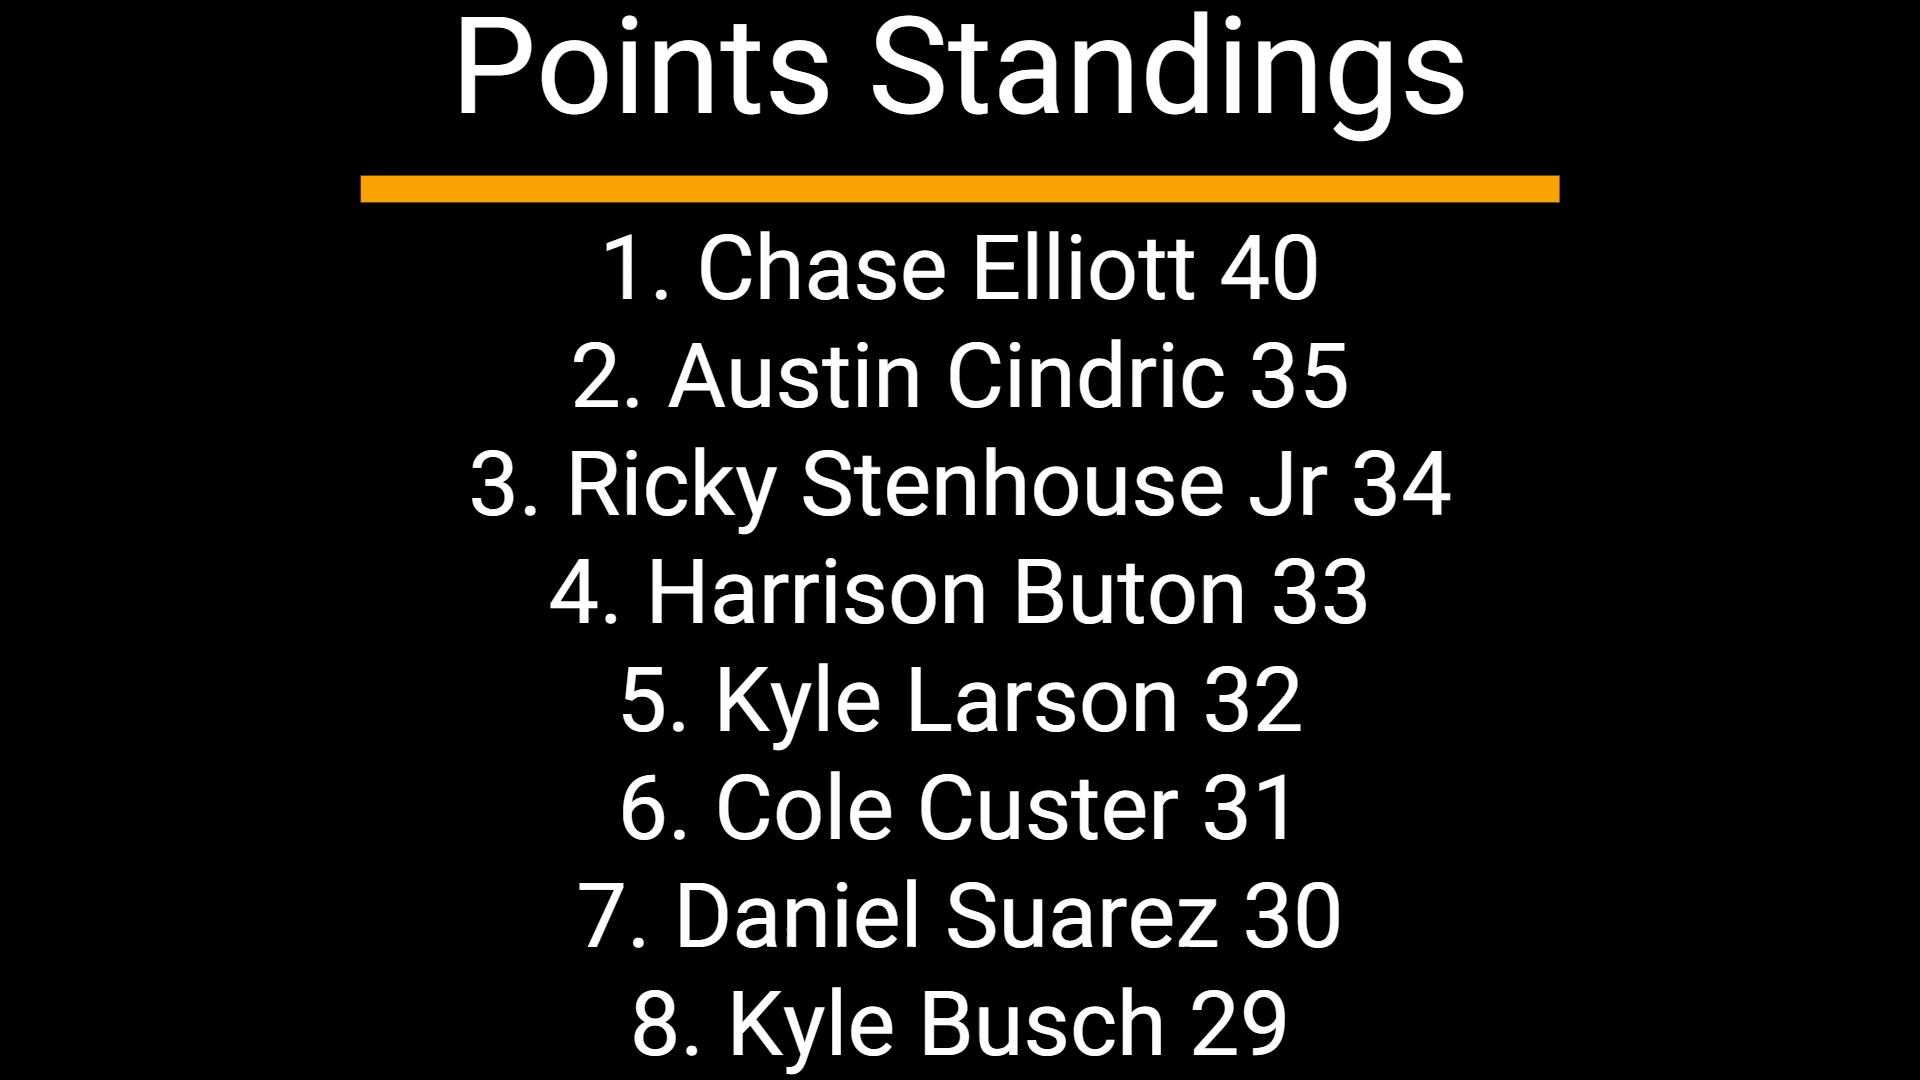 Points Standings
1. Chase Elliott 40
2. Austin Cindric 35
3. Ricky Stenhouse Jr 34
4. Harrison Buton 33
5. Kyle Larson 32
6. Cole Custer 31
7. Daniel Suarez 30
8. Kyle Busch 29